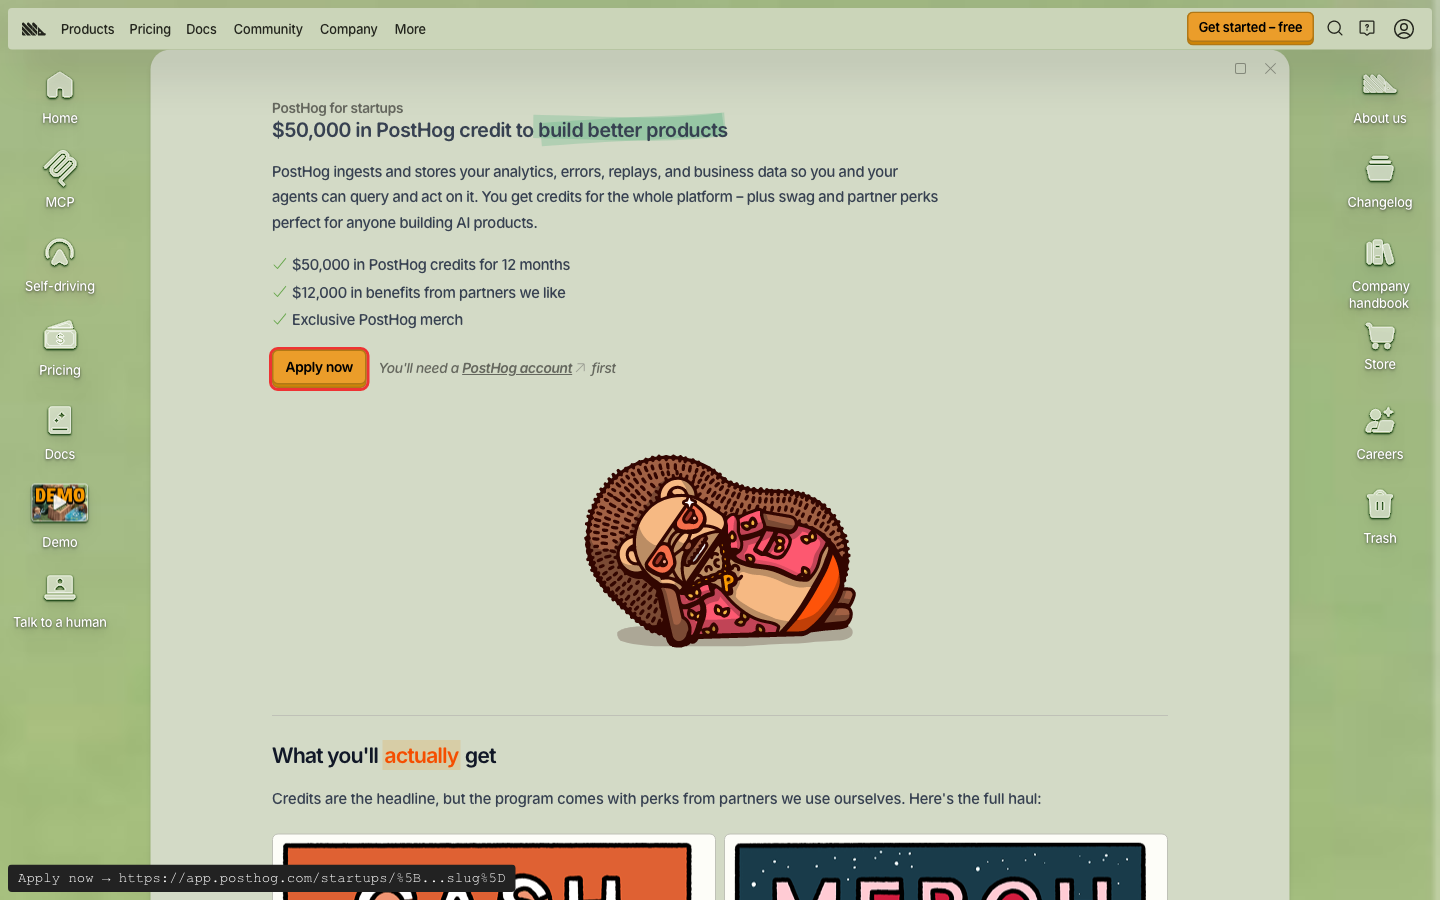 Products Pricing Docs Community Company More
Get started – free
Home
MCP
Self-driving
Pricing
Docs
DEMO
Demo
Talk to a human
PostHog for startups
$50,000 in PostHog credit to build better products
PostHog ingests and stores your analytics, errors, replays, and business data so you and your
agents can query and act on it. You get credits for the whole platform – plus swag and partner perks
perfect for anyone building AI products.
$50,000 in PostHog credits for 12 months
$12,000 in benefits from partners we like
Exclusive PostHog merch
Apply now
You'll need a PostHog account first
P
What you'll actually get
Credits are the headline, but the program comes with perks from partners we use ourselves. Here's the full haul:
CASH
MERCH
About us
Changelog
Company
handbook
Store
Careers
Trash
Apply now → https://app.posthog.com/startups/%5B...slug%5D